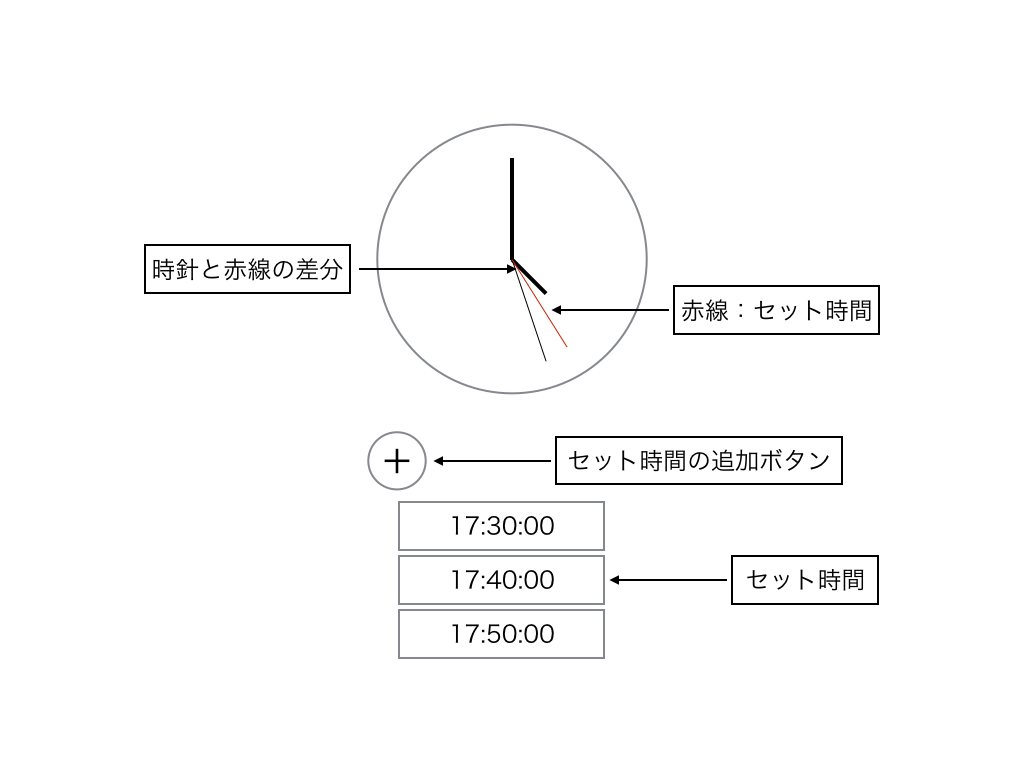 時針と赤線の差分
赤線：セット時間
＋
セット時間の追加ボタン
17:30:00
17:40:00
セット時間
17:50:00